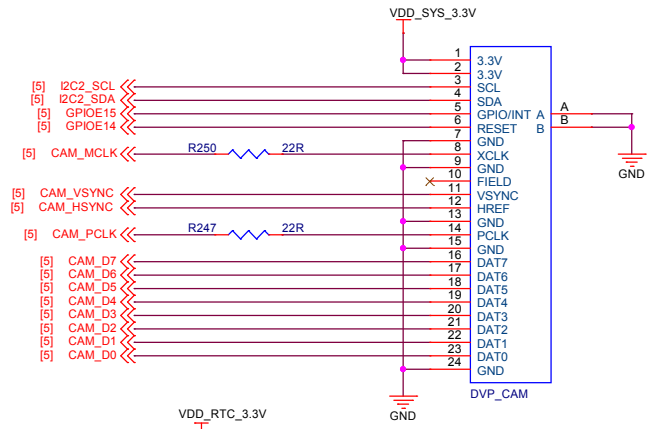 VDD_SYS_3.3V
1 3.3V
2 3.3V
[5] I2C2_SCL 3 SCL
[5] I2C2_SDA 4 SDA
[5] GPIOE15 5 GPIO/INT A A
[5] GPIOE14 6 RESET B B
7 GND
[5] CAM_MCLK R250 22R 8 XCLK
9 GND
GND
10 FIELD
[5] CAM_VSYNC 11 VSYNC
[5] CAM_HSYNC 12 HREF
13 GND
[5] CAM_PCLK R247 22R 14 PCLK
15 GND
[5] CAM_D7 16 DAT7
[5] CAM_D6 17 DAT6
[5] CAM_D5 18 DAT5
[5] CAM_D4 19 DAT4
[5] CAM_D3 20 DAT3
[5] CAM_D2 21 DAT2
[5] CAM_D1 22 DAT1
[5] CAM_D0 23 DAT0
24 GND
DVP_CAM
VDD_RTC_3.3V
GND